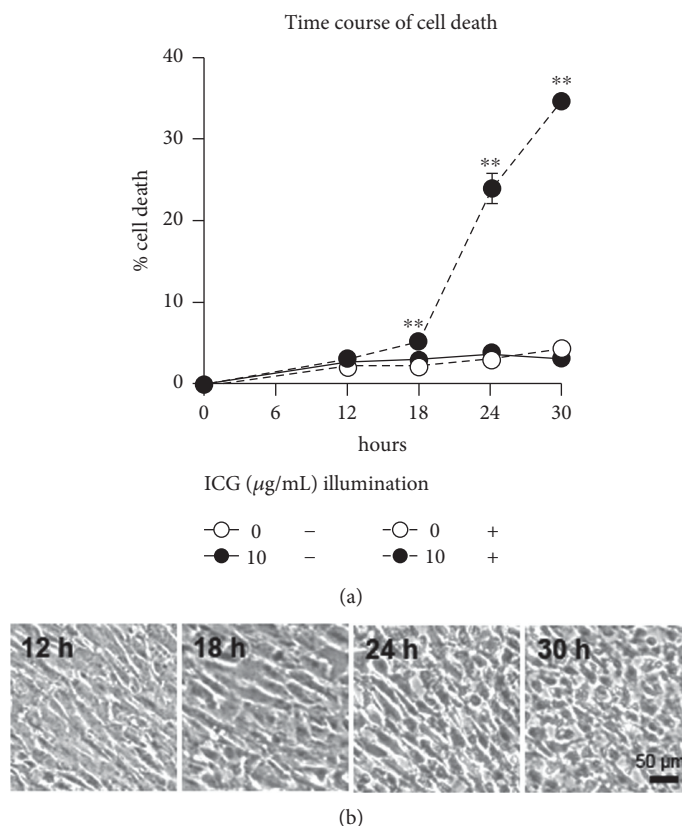 Time course of cell death
40
30
20
10
0
% cell death
**
**
**
0 6 12 18 24 30
hours
ICG (μg/mL) illumination
0 − 0 +
10 − 10 +
(a)
12 h 18 h 24 h 30 h
50 μm
(b)